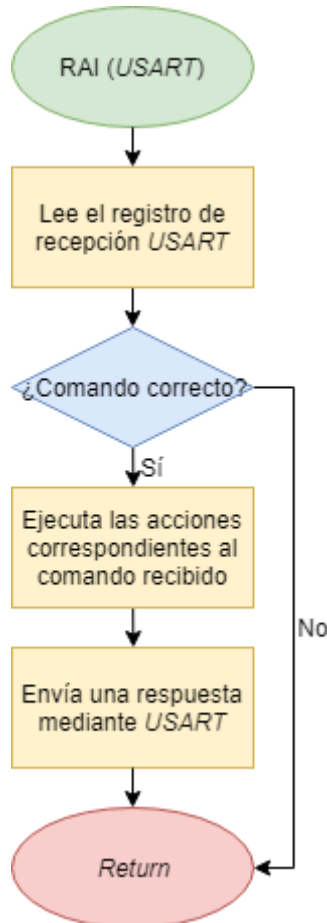 RAI (USART)
Lee el registro de
recepción USART
¿Comando correcto?
Sí
Ejecuta las acciones
correspondientes al
comando recibido
No
Envía una respuesta
mediante USART
Return